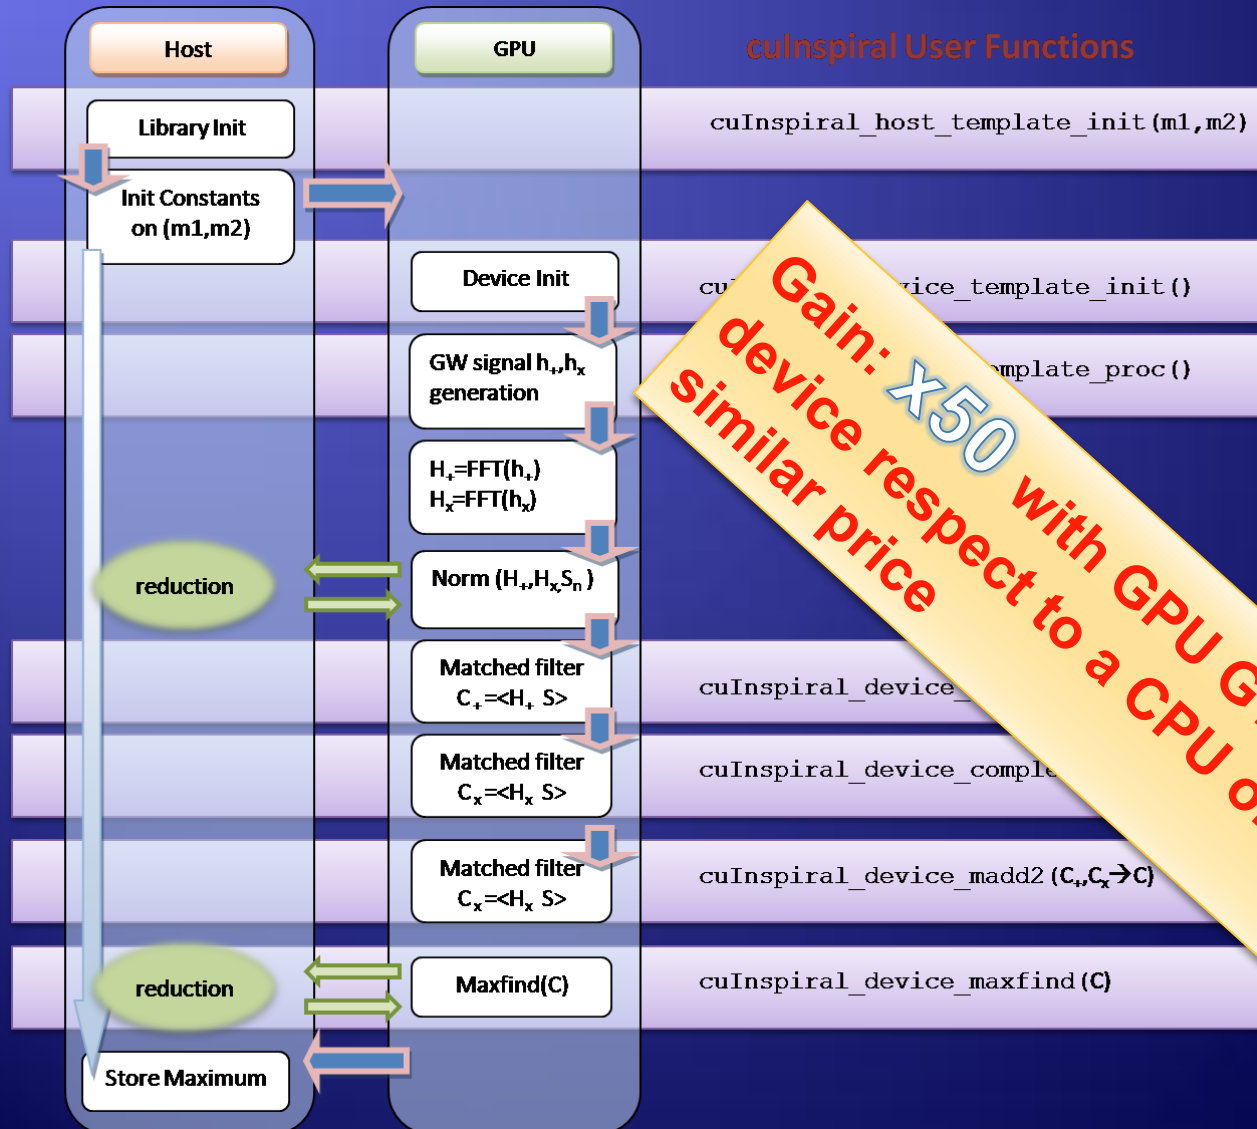 Host
GPU
cuInspiral User Functions
Library Init
cuInspiral_host_template_init(m1,m2)
Init Constants
on (m1,m2)
Device Init
vice_template_init()
GW signal h₊,hₓ
generation
mplate_proc()
H₊=FFT(h₊)
Hₓ=FFT(hₓ)
reduction
Norm (H₊,Hₓ,Sₙ )
Matched filter
C₊=<H₊ S>
cuInspiral_device_
Matched filter
Cₓ=<Hₓ S>
cuInspiral_device_comple
Matched filter
Cₓ=<Hₓ S>
cuInspiral_device_madd2(C₊,Cₓ→C)
reduction
Maxfind(C)
cuInspiral_device_maxfind(C)
Store Maximum
Gain: x50 with GPU
device respect to a CPU
similar price